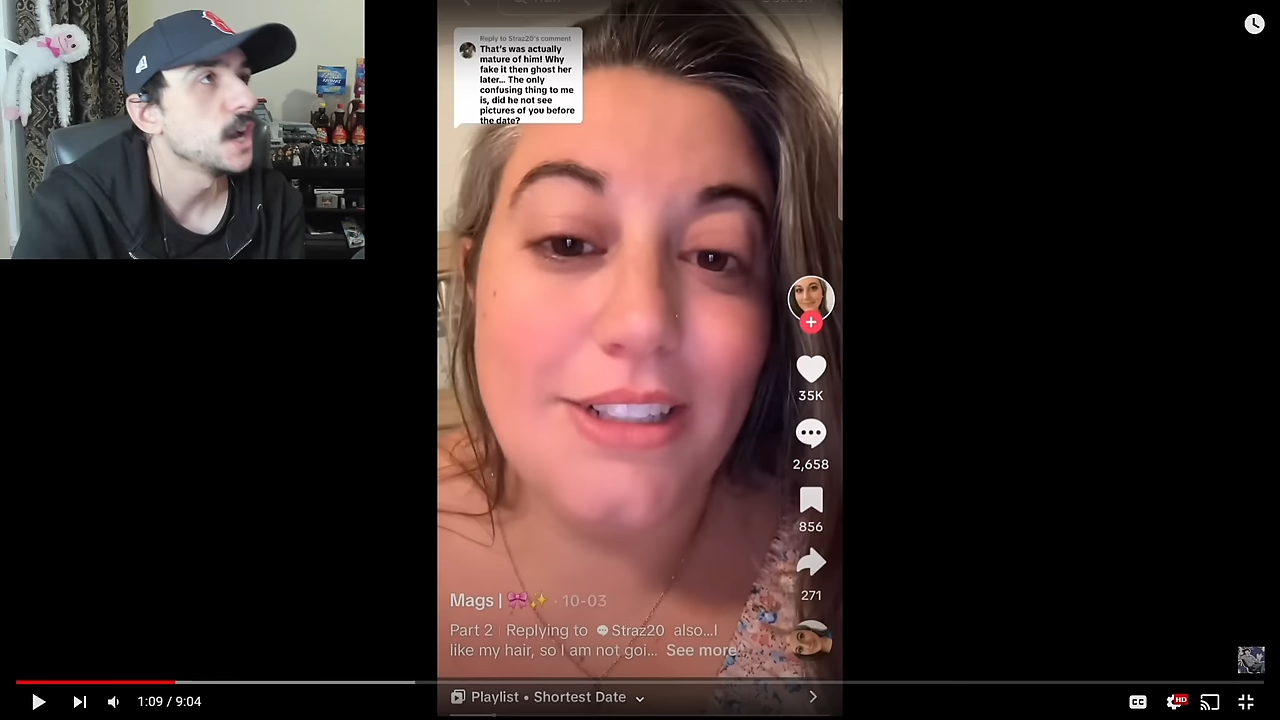 Reply to Straz20's comment
That's was actually
mature of him! Why
fake it then ghost her
later... The only
confusing thing to me
is, did he not see
pictures of you before
the date?
35K
2,658
856
271
Mags | 🎀✨ · 10-03
Part 2 | Replying to 💬Straz20 also...I
like my hair, so I am not goi... See more
Playlist • Shortest Date
1:09 / 9:04
CC
HD